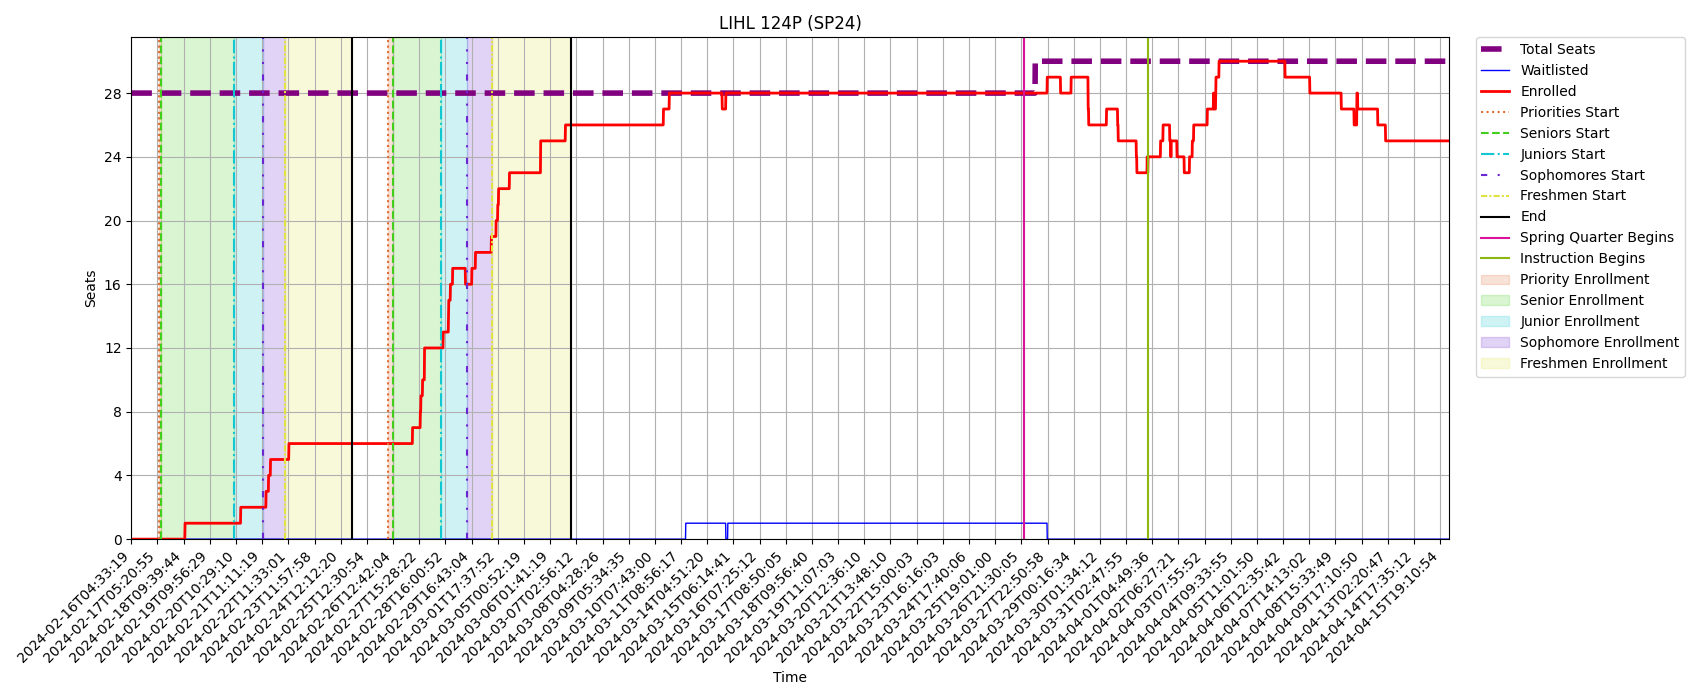 LIHL 124P (SP24)
Total Seats
Waitlisted
Enrolled
Priorities Start
Seniors Start
Juniors Start
Sophomores Start
Freshmen Start
End
Spring Quarter Begins
Instruction Begins
Priority Enrollment
Senior Enrollment
Junior Enrollment
Sophomore Enrollment
Freshmen Enrollment
Seats
28
24
20
16
12
8
4
0
2024-02-16T04:33:19
2024-02-17T05:20:55
2024-02-18T09:39:44
2024-02-19T09:56:29
2024-02-20T10:29:10
2024-02-21T11:11:19
2024-02-22T11:33:01
2024-02-23T11:57:58
2024-02-24T12:12:20
2024-02-25T12:30:54
2024-02-26T12:42:04
2024-02-27T15:28:22
2024-02-28T16:00:52
2024-02-29T16:43:04
2024-03-01T17:37:52
2024-03-05T00:52:19
2024-03-06T01:41:19
2024-03-07T02:56:12
2024-03-08T04:28:26
2024-03-09T05:34:35
2024-03-10T07:43:00
2024-03-11T08:56:17
2024-03-14T04:51:20
2024-03-15T06:14:41
2024-03-16T07:25:12
2024-03-17T08:50:05
2024-03-18T09:56:40
2024-03-19T11:07:03
2024-03-20T12:36:10
2024-03-21T13:48:10
2024-03-22T15:00:03
2024-03-23T16:16:03
2024-03-24T17:40:06
2024-03-25T19:01:00
2024-03-26T21:30:05
2024-03-27T22:50:58
2024-03-29T00:16:34
2024-03-30T01:34:12
2024-03-31T02:47:55
2024-04-01T04:49:36
2024-04-02T06:27:21
2024-04-03T07:55:52
2024-04-04T09:33:55
2024-04-05T11:01:50
2024-04-06T12:35:42
2024-04-07T14:13:02
2024-04-08T15:33:49
2024-04-09T17:10:50
2024-04-13T02:20:47
2024-04-14T17:35:12
2024-04-15T19:10:54
Time